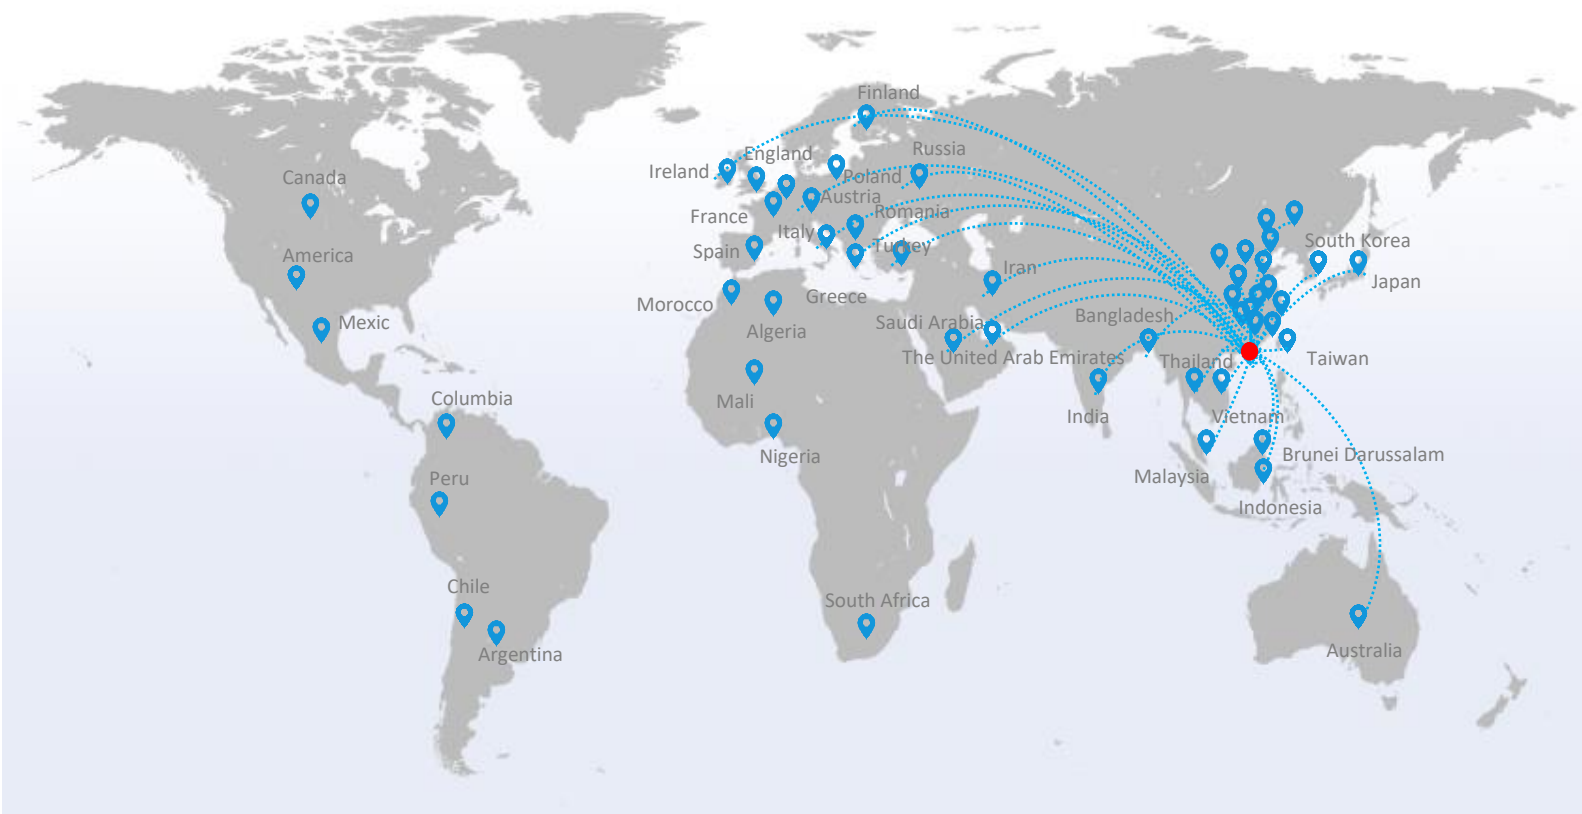 Finland
Russia
England
Ireland
Poland
Canada
Austria
France
Romania
Italy
Spain
Turkey
South Korea
America
Iran
Japan
Morocco
Greece
Algeria
Saudi Arabia
Bangladesh
Mexic
The United Arab Emirates
Thailand
Taiwan
Columbia
Mali
India
Vietnam
Nigeria
Brunei Darussalam
Peru
Malaysia
Indonesia
Chile
South Africa
Argentina
Australia